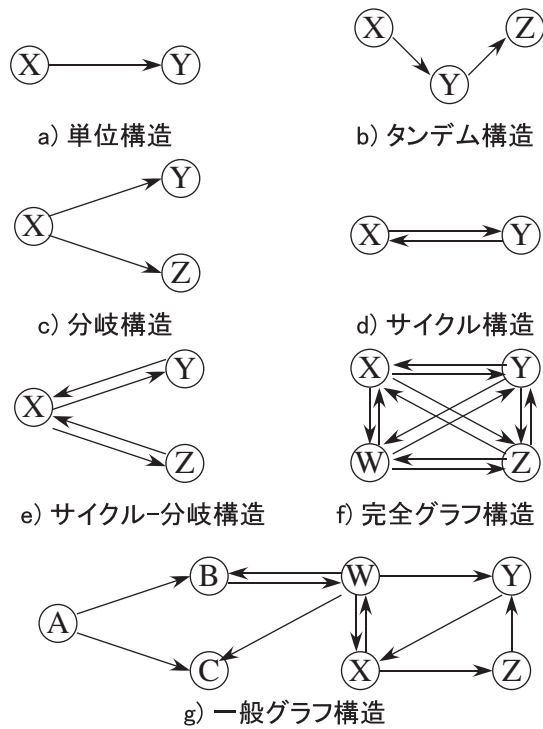 X Y
a) 単位構造
X Z
Y
b) タンデム構造
X Y
Z
c) 分岐構造
X Y
d) サイクル構造
X Y
Z
e) サイクル-分岐構造
X Y
W Z
f) 完全グラフ構造
A B C W Y X Z
g) 一般グラフ構造